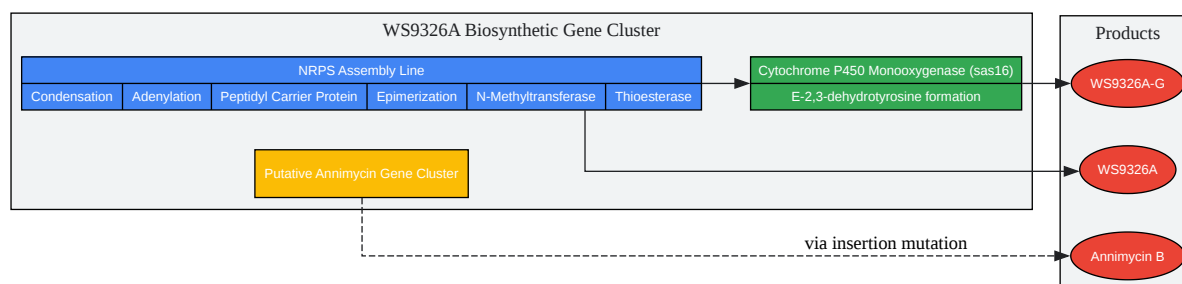 WS9326A Biosynthetic Gene Cluster
Products
NRPS Assembly Line
Condensation
Adenylation
Peptidyl Carrier Protein
Epimerization
N-Methyltransferase
Thioesterase
Cytochrome P450 Monooxygenase (sas16)
E-2,3-dehydrotyrosine formation
WS9326A-G
Putative Annimycin Gene Cluster
WS9326A
via insertion mutation
Annimycin B